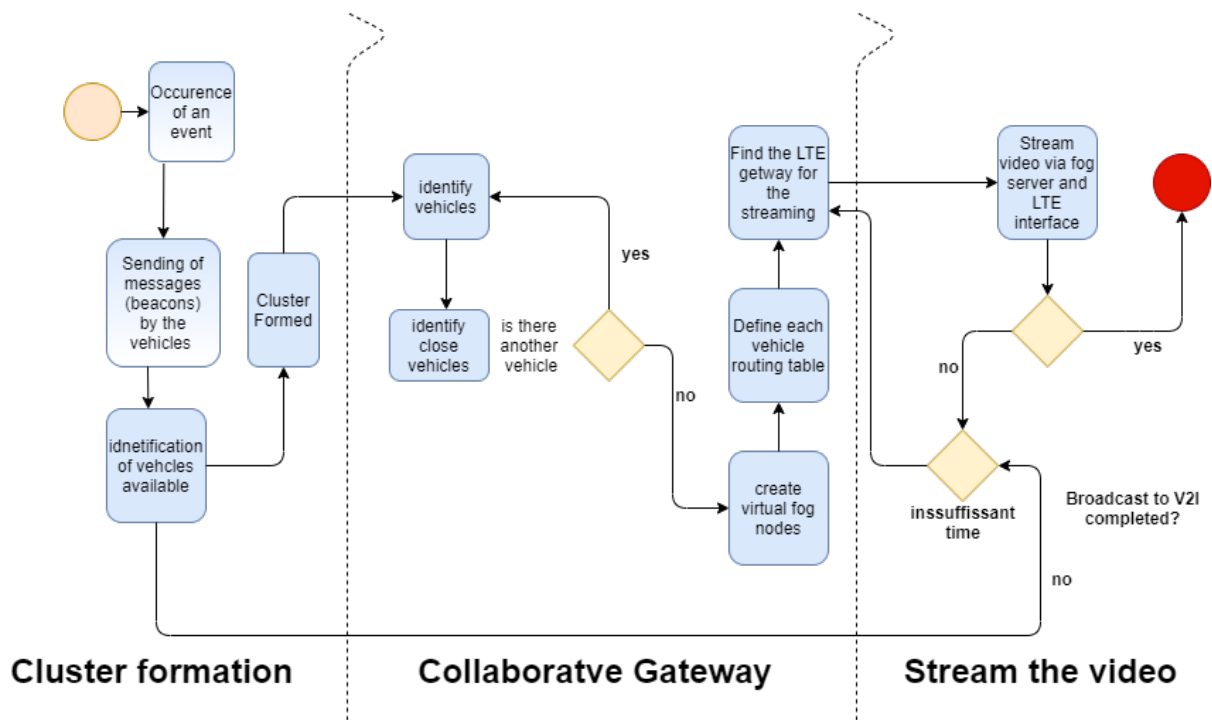 Occurence
of an
event
Sending of
messages
(beacons)
by the
vehicles
idnetification
of vehcles
available
Cluster
Formed
identify
vehicles
identify
close
vehicles
is there
another
vehicle
yes
no
create
virtual fog
nodes
Define each
vehicle
routing table
Find the LTE
getway for
the
streaming
Stream
video via fog
server and
LTE
interface
yes
no
inssuffissant
time
Broadcast to V2I
completed?
no
Cluster formation
Collaboratve Gateway
Stream the video